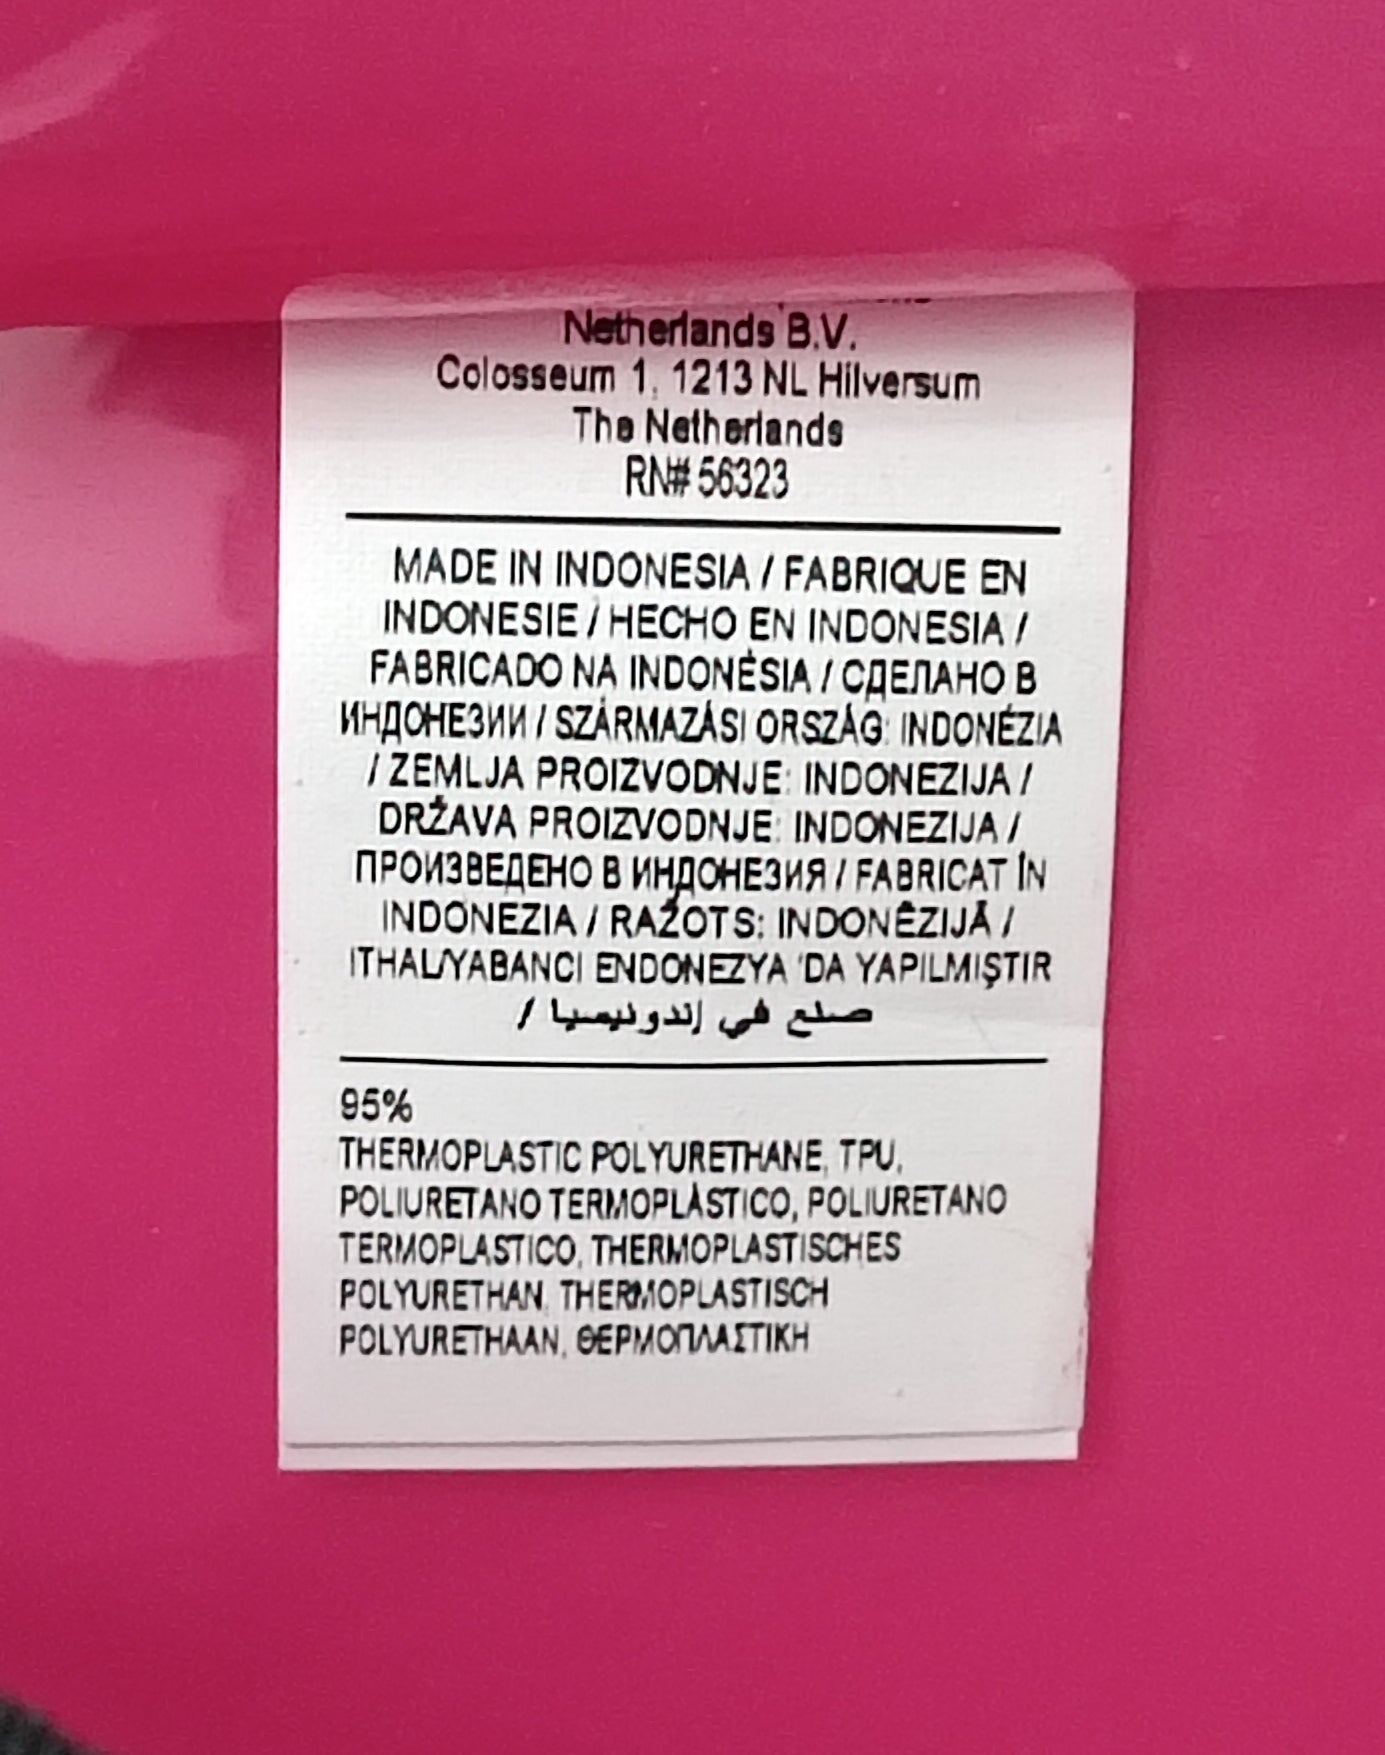 Netherlands B.V.
Colosseum 1, 1213 NL Hilversum
The Netherlands
RN# 56323
MADE IN INDONESIA / FABRIQUE EN
INDONESIE / HECHO EN INDONESIA /
FABRICADO NA INDONÉSIA / СДЕЛАНО В
ИНДОНЕЗИИ / SZÁRMAZÁSI ORSZÁG: INDONÉZIA
/ ZEMLJA PROIZVODNJE: INDONEZIJA /
DRŽAVA PROIZVODNJE: INDONEZIJA /
ПРОИЗВЕДЕНО В ИНДОНЕЗИЯ / FABRICAT ÎN
INDONEZIA / RAŽOTS: INDONĒZIJĀ /
ITHAL/YABANCI ENDONEZYA 'DA YAPILMIŞTIR
صنع في إندونيسيا /
95%
THERMOPLASTIC POLYURETHANE, TPU,
POLIURETANO TERMOPLÁSTICO, POLIURETANO
TERMOPLASTICO, THERMOPLASTISCHES
POLYURETHAN, THERMOPLASTISCH
POLYURETHAAN, ΘΕΡΜΟΠΛΑΣΤΙΚΗ